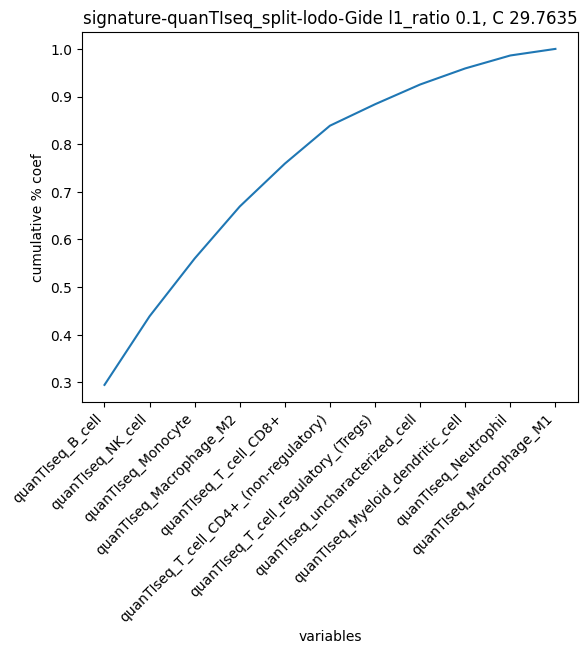 signature-quanTIseq_split-lodo-Gide l1_ratio 0.1, C 29.7635
1.0
0.9
0.8
0.7
0.6
0.5
0.4
0.3
cumulative % coef
quanTIseq_B_cell
quanTIseq_NK_cell
quanTIseq_Monocyte
quanTIseq_Macrophage_M2
quanTIseq_T_cell_CD8+
quanTIseq_T_cell_CD4+_(non-regulatory)
quanTIseq_T_cell_regulatory_(Tregs)
quanTIseq_uncharacterized_cell
quanTIseq_Myeloid_dendritic_cell
quanTIseq_Neutrophil
quanTIseq_Macrophage_M1
variables